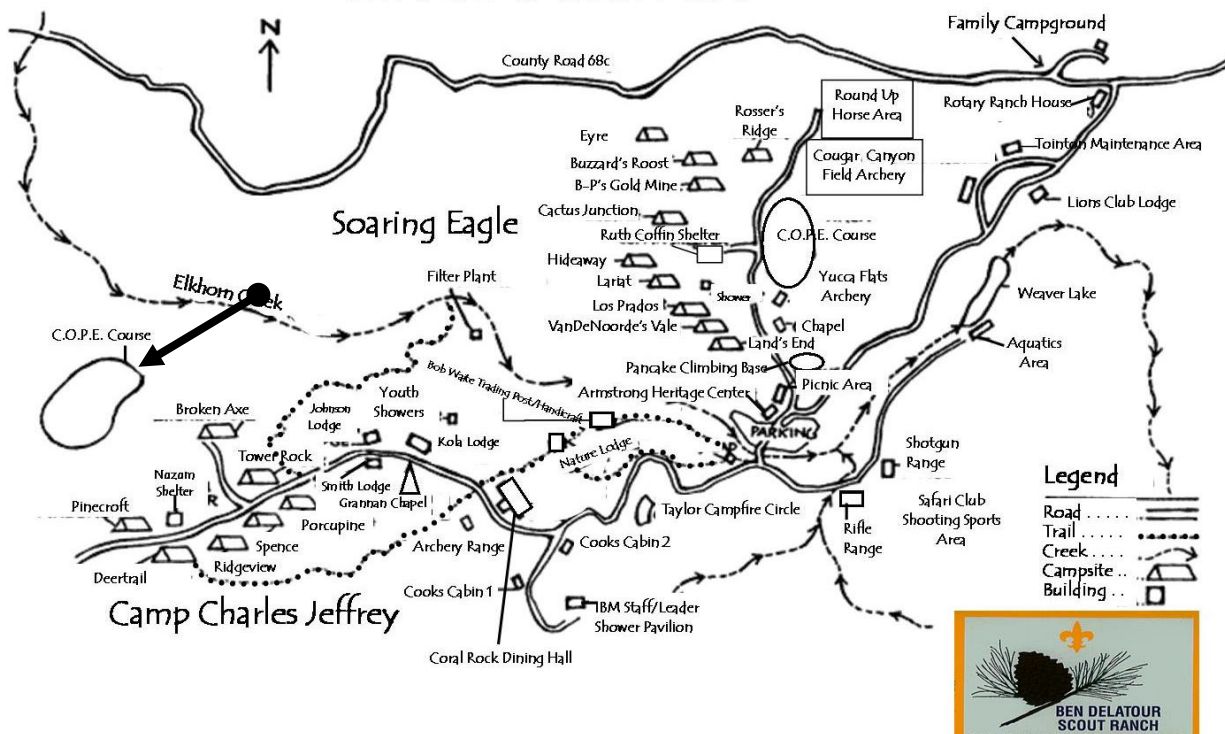 Family Campground
N
County Road 68c
Round Up
Horse Area
Rotary Ranch House
Rosser's
Ridge
Eyre
Tointon Maintenance Area
Buzzard's Roost
Cougar Canyon
Field Archery
B-P's Gold Mine
Lions Club Lodge
Cactus Junction
Soaring Eagle
Ruth Coffin Shelter
C.O.P.E. Course
Hideaway
Filter Plant
Elkhorn Creek
Lariat
Shower
Yucca Flats
Archery
Weaver Lake
Los Prados
VanDeNoorde's Vale
Chapel
C.O.P.E. Course
Land's End
Aquatics
Area
Pancake Climbing Base
Bob Waite Trading Post/Handicraft
Picnic Area
Armstrong Heritage Center
Youth
Showers
Johnson
Lodge
Broken Axe
PARKING
Kola Lodge
Nature Lodge
Shotgun
Range
Tower Rock
Nazam
Shelter
Smith Lodge
Grannan Chapel
Legend
Road . . . . .
Trail . . . . .
Creek . . . . .
Campsite . .
Building . .
Pinecroft
Porcupine
Taylor Campfire Circle
Safari Club
Shooting Sports
Area
Rifle
Range
Spence
Archery Range
Cooks Cabin 2
Ridgeview
Deertrail
Cooks Cabin 1
Camp Charles Jeffrey
IBM Staff/Leader
Shower Pavilion
Coral Rock Dining Hall
BEN DELATOUR
SCOUT RANCH